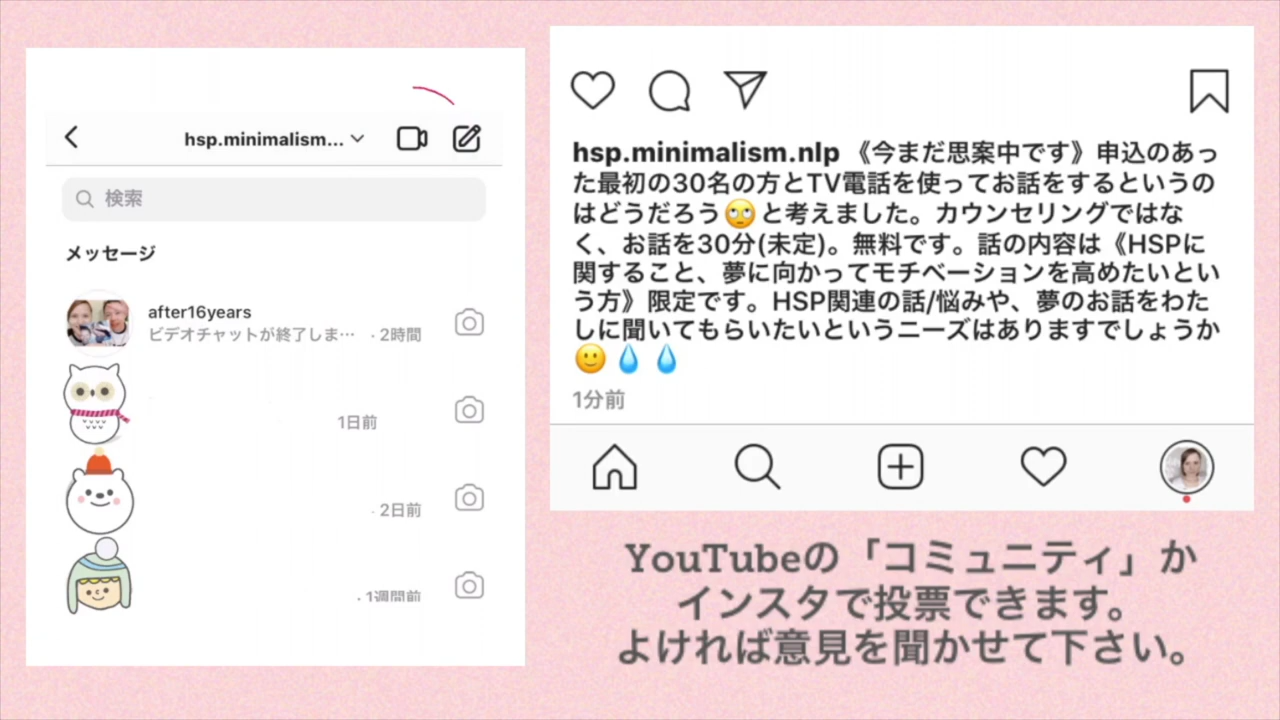 hsp.minimalism...
検索
メッセージ
after16years
ビデオチャットが終了しま… ・2時間
1日前
・2日前
・1週間前
hsp.minimalism.nlp 《今まだ思案中です》申込のあっ
た最初の30名の方とTV電話を使ってお話をするというの
はどうだろう🙄と考えました。カウンセリングではな
く、お話を30分(未定)。無料です。話の内容は《HSPに
関すること、夢に向かってモチベーションを高めたいとい
う方》限定です。HSP関連の話/悩みや、夢のお話をわた
しに聞いてもらいたいというニーズはありますでしょうか
🙂💧💧
1分前
YouTubeの「コミュニティ」か
インスタで投票できます。
よければ意見を聞かせて下さい。